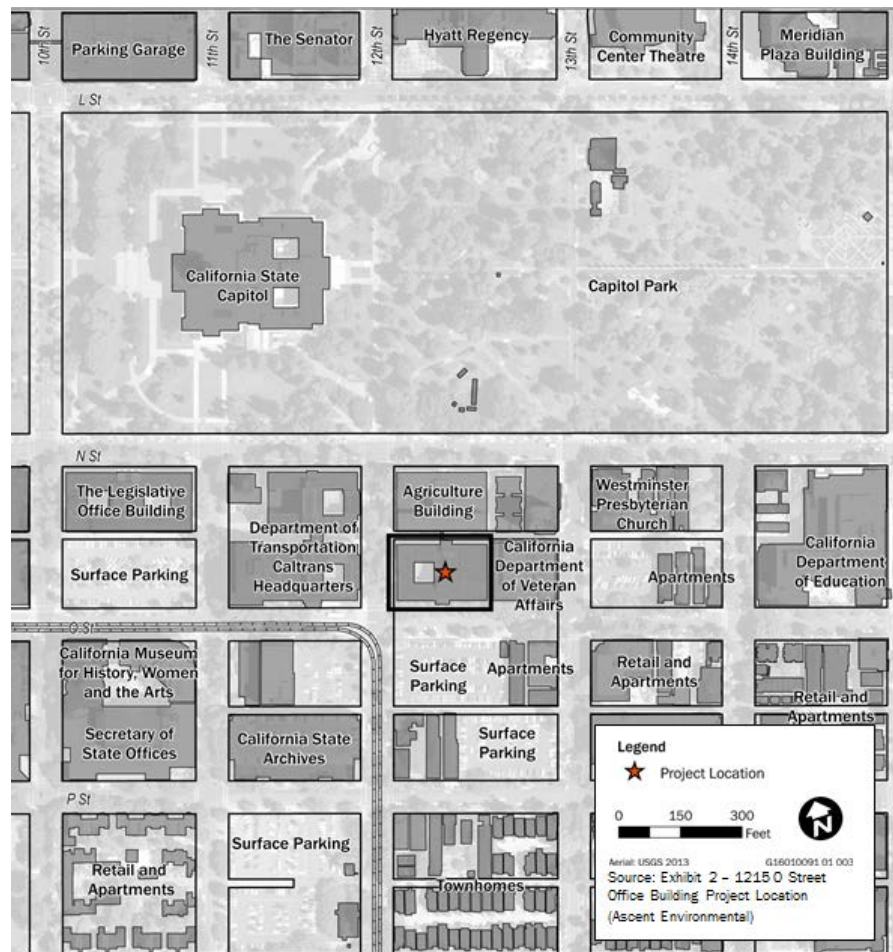 10th St
Parking Garage
11th St
The Senator
12th St
Hyatt Regency
13th St
Community
Center Theatre
14th St
Meridian
Plaza Building
L St
California State
Capitol
Capitol Park
N St
The Legislative
Office Building
Department of
Transportation
Caltrans
Headquarters
Agriculture
Building
Westminster
Presbyterian
Church
California
Department
of Education
Surface Parking
California
Department
of Veteran
Affairs
Apartments
O St
California Museum
for History, Women
and the Arts
Surface
Parking
Apartments
Retail and
Apartments
Retail and
Apartments
Secretary of
State Offices
California State
Archives
Surface
Parking
P St
Retail and
Apartments
Surface Parking
Townhomes
Legend
Project Location
0 150 300
Feet
N
Aerial: USGS 2013 G16010091 01 003
Source: Exhibit 2 – 1215 O Street
Office Building Project Location
(Ascent Environmental)